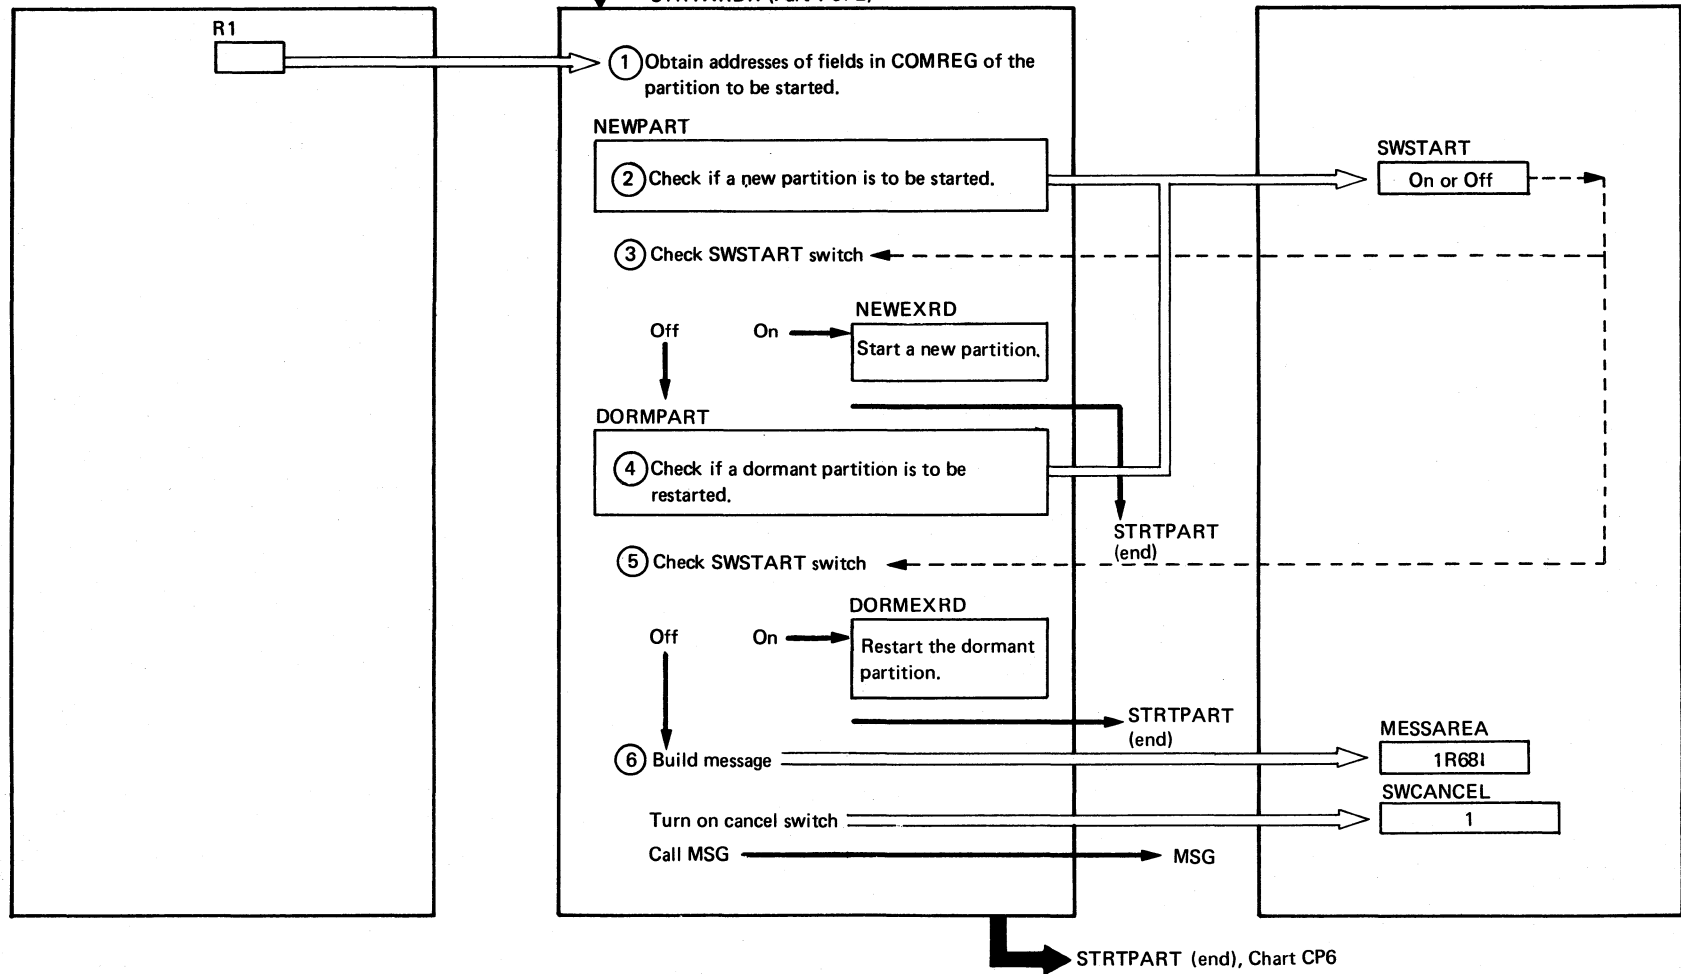 R1
1 Obtain addresses of fields in COMREG of the
partition to be started.
NEWPART
2 Check if a new partition is to be started.
SWSTART
On or Off
3 Check SWSTART switch
NEWEXRD
Off
On
Start a new partition.
DORMPART
4 Check if a dormant partition is to be
restarted.
STRTPART
(end)
5 Check SWSTART switch
DORMEXRD
Off
On
Restart the dormant
partition.
STRTPART
(end)
MESSAREA
6 Build message
1R68I
SWCANCEL
Turn on cancel switch
1
Call MSG
MSG
STRTPART (end), Chart CP6